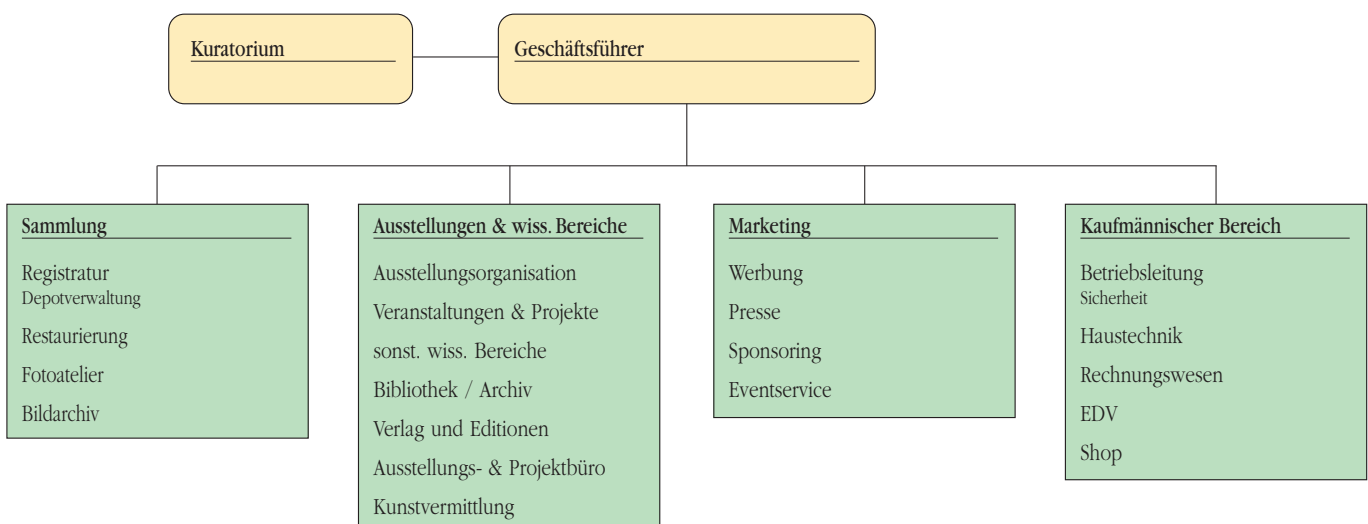 Kuratorium
Geschäftsführer
Sammlung
Registratur
Depotverwaltung
Restaurierung
Fotoatelier
Bildarchiv
Ausstellungen & wiss. Bereiche
Ausstellungsorganisation
Veranstaltungen & Projekte
sonst. wiss. Bereiche
Bibliothek / Archiv
Verlag und Editionen
Ausstellungs- & Projektbüro
Kunstvermittlung
Marketing
Werbung
Presse
Sponsoring
Eventservice
Kaufmännischer Bereich
Betriebsleitung
Sicherheit
Haustechnik
Rechnungswesen
EDV
Shop